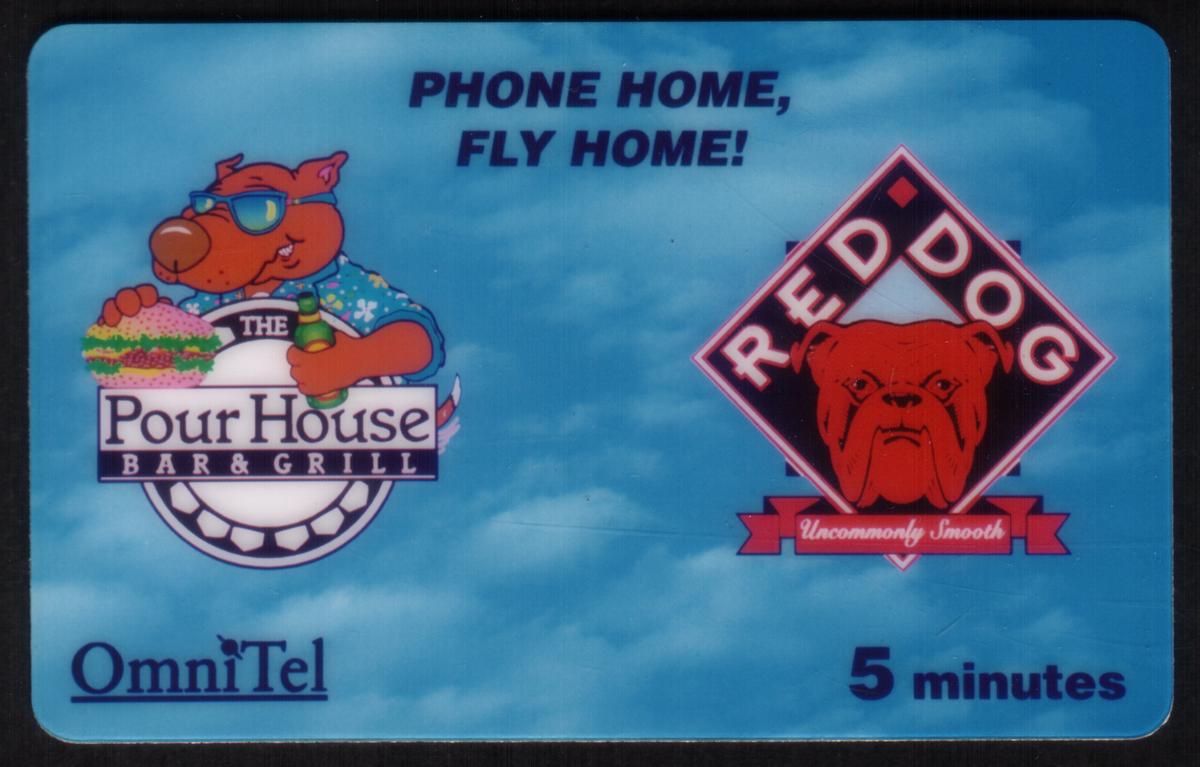 PHONE HOME,
FLY HOME!
THE
Pour House
BAR & GRILL
RED DOG
Uncommonly Smooth
OmniTel
5 minutes